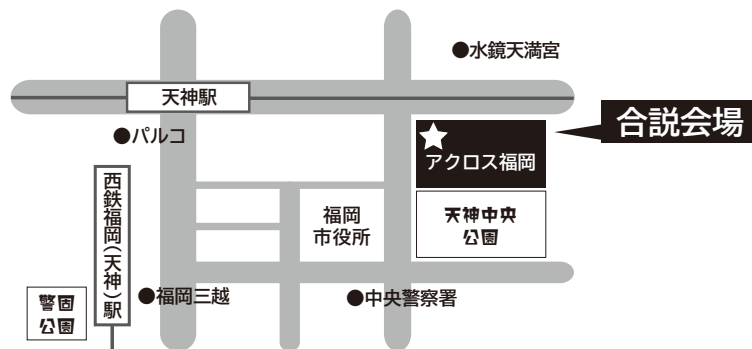 ●水鏡天満宮
天神駅
合説会場
●パルコ
アクロス福岡
西鉄福岡(天神)駅
福岡
市役所
天神中央
公園
警固
公園
●福岡三越
●中央警察署